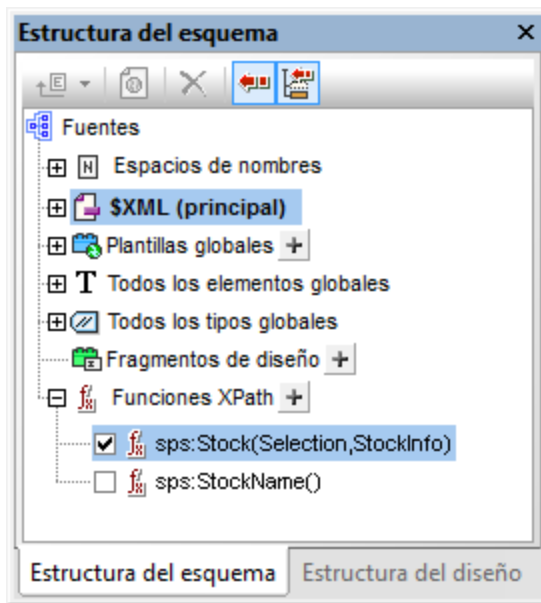 Estructura del esquema
Fuentes
Espacios de nombres
$XML (principal)
Plantillas globales
Todos los elementos globales
Todos los tipos globales
Fragmentos de diseño
Funciones XPath
sps:Stock(Selection,StockInfo)
sps:StockName()
Estructura del esquema Estructura del diseño